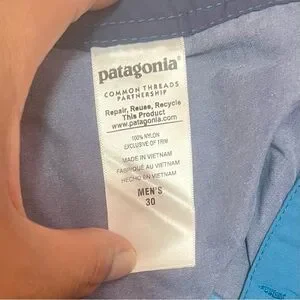 patagonia®
COMMON THREADS
PARTNERSHIP
Repair, Reuse, Recycle
This Product
www.patagonia.com
100% NYLON
EXCLUSIVE OF TRIM
MADE IN VIETNAM
FABRIQUÉ AU VIETNAM
HECHO EN VIETNAM
MEN'S
30